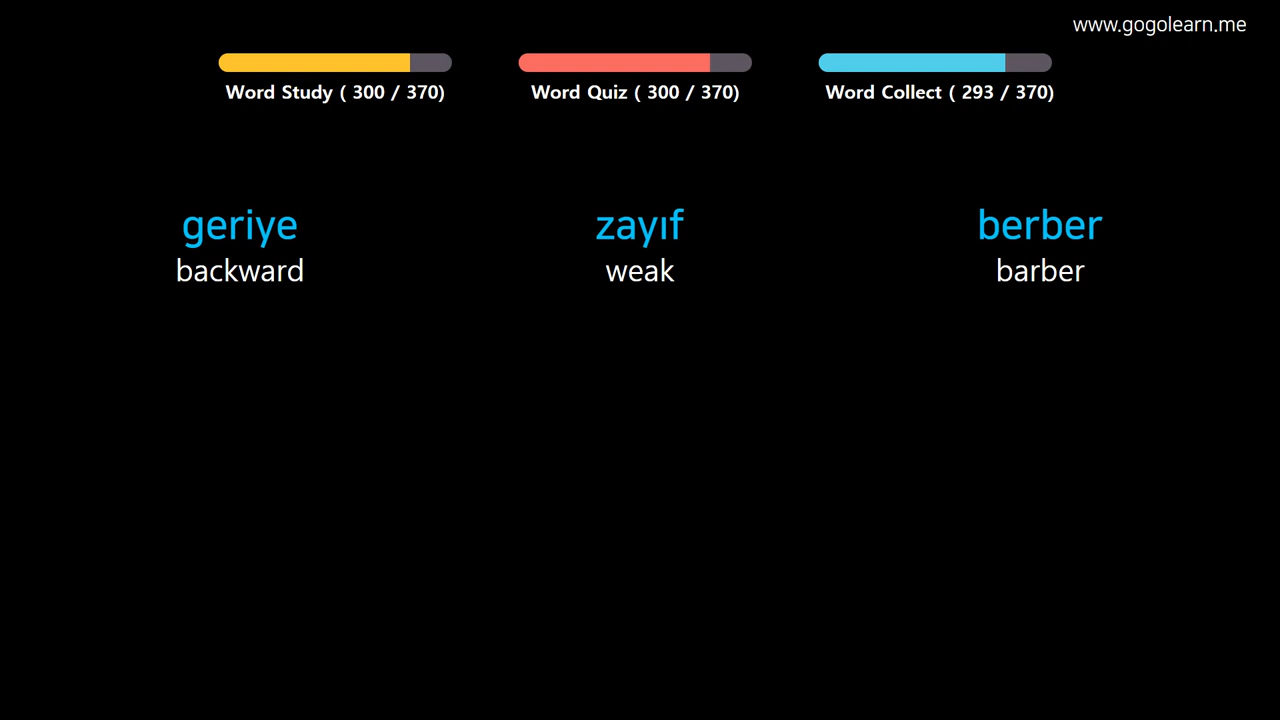 www.gogolearn.me
Word Study ( 300 / 370)
Word Quiz ( 300 / 370)
Word Collect ( 293 / 370)
geriye
backward
zayıf
weak
berber
barber